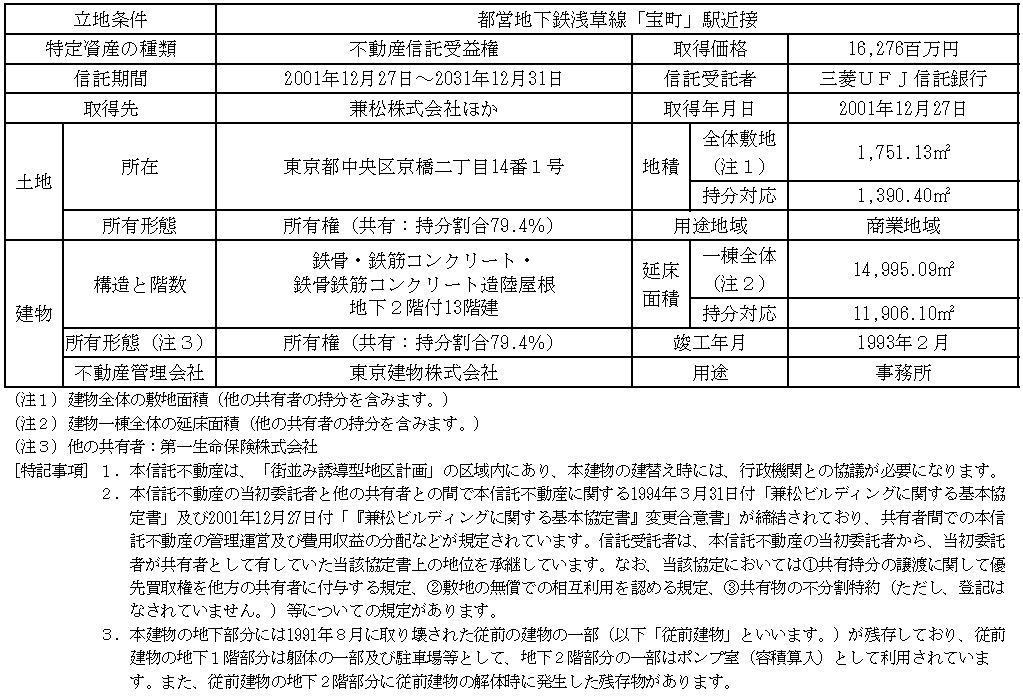 立地条件 都営地下鉄浅草線「宝町」駅近接
特定資産の種類 不動産信託受益権 取得価格 16,276百万円
信託期間 2001年12月27日～2031年12月31日 信託受託者 三菱ＵＦＪ信託銀行
取得先 兼松株式会社ほか 取得年月日 2001年12月27日
土地 所在 東京都中央区京橋二丁目14番１号 地積 全体敷地（注１） 1,751.13㎡
持分対応 1,390.40㎡
所有形態 所有権（共有：持分割合79.4%） 用途地域 商業地域
建物 構造と階数 鉄骨・鉄筋コンクリート・
鉄骨鉄筋コンクリート造陸屋根
地下２階付13階建
延床面積 一棟全体（注２） 14,995.09㎡
持分対応 11,906.10㎡
所有形態（注３） 所有権（共有：持分割合79.4%） 竣工年月 1993年２月
不動産管理会社 東京建物株式会社 用途 事務所
（注１）建物全体の敷地面積（他の共有者の持分を含みます。）
（注２）建物一棟全体の延床面積（他の共有者の持分を含みます。）
（注３）他の共有者：第一生命保険株式会社
[特記事項] １．本信託不動産は、「街並み誘導型地区計画」の区域内にあり、本建物の建替え時には、行政機関との協議が必要になります。
２．本信託不動産の当初委託者と他の共有者との間で本信託不動産に関する1994年３月31日付「兼松ビルディングに関する基本協
定書」及び2001年12月27日付「『兼松ビルディングに関する基本協定書』変更合意書」が締結されており、共有者間での本信
託不動産の管理運営及び費用収益の分配などが規定されています。信託受託者は、本信託不動産の当初委託者から、当初委託
者が共有者として有していた当該協定書上の地位を承継しています。なお、当該協定においては①共有持分の譲渡に関して優
先買取権を他方の共有者に付与する規定、②敷地の無償での相互利用を認める規定、③共有物の不分割特約（ただし、登記は
なされていません。）等についての規定があります。
３．本建物の地下部分には1991年８月に取り壊された従前の建物の一部（以下「従前建物」といいます。）が残存しており、従前
建物の地下１階部分は躯体の一部及び駐車場等として、地下２階部分の一部はポンプ室（容積算入）として利用されていま
す。また、従前建物の地下２階部分に従前建物の解体時に発生した残存物があります。